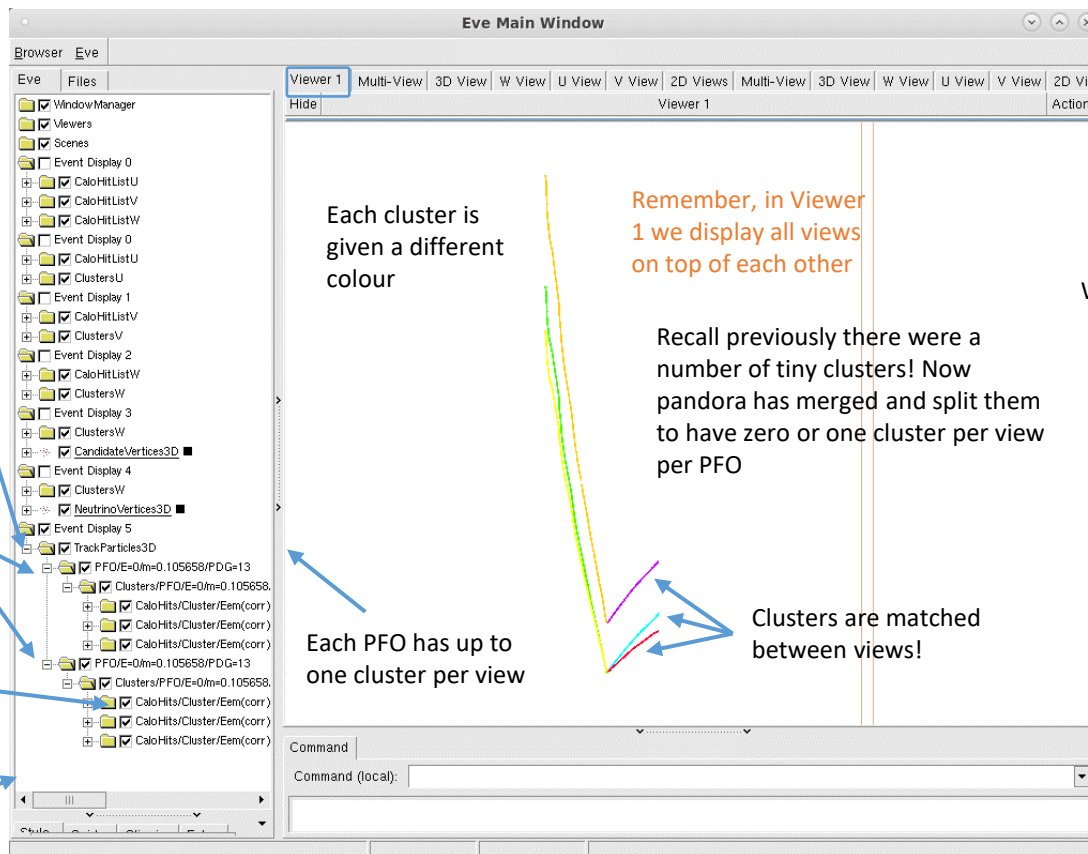 Eve Main Window
Browser Eve
Eve Files
Viewer 1 Multi-View 3D View W View U View V View 2D Views Multi-View 3D View W View U View V View 2D Vi
Hide Viewer 1 Action
WindowManager
Viewers
Scenes
Event Display 0
CaloHitListU
CaloHitListV
CaloHitListW
Event Display 0
CaloHitListU
ClustersU
Event Display 1
CaloHitListV
ClustersV
Event Display 2
CaloHitListW
ClustersW
Event Display 3
ClustersW
CandidateVertices3D
Event Display 4
ClustersW
NeutrinoVertices3D
Event Display 5
TrackParticles3D
PFO/E=0/m=0.105658/PDG=13
Clusters/PFO/E=0/m=0.105658.
CaloHits/Cluster/Eem(corr)
CaloHits/Cluster/Eem(corr)
CaloHits/Cluster/Eem(corr)
PFO/E=0/m=0.105658/PDG=13
Clusters/PFO/E=0/m=0.105658.
CaloHits/Cluster/Eem(corr)
CaloHits/Cluster/Eem(corr)
CaloHits/Cluster/Eem(corr)
Each cluster is
given a different
colour
Remember, in Viewer
1 we display all views
on top of each other
Recall previously there were a
number of tiny clusters! Now
pandora has merged and split them
to have zero or one cluster per view
per PFO
Each PFO has up to
one cluster per view
Clusters are matched
between views!
Command
Command (local):